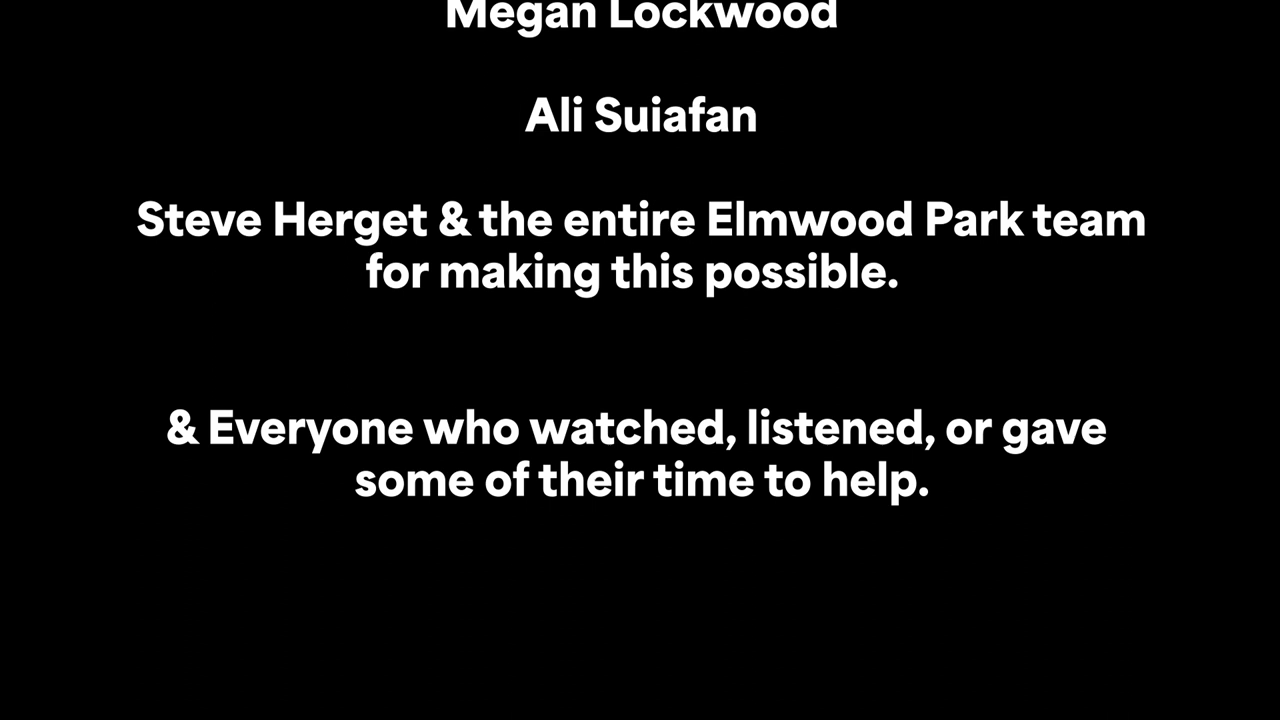 Megan Lockwood
Ali Suiafan
Steve Herget & the entire Elmwood Park team
for making this possible.
& Everyone who watched, listened, or gave
some of their time to help.